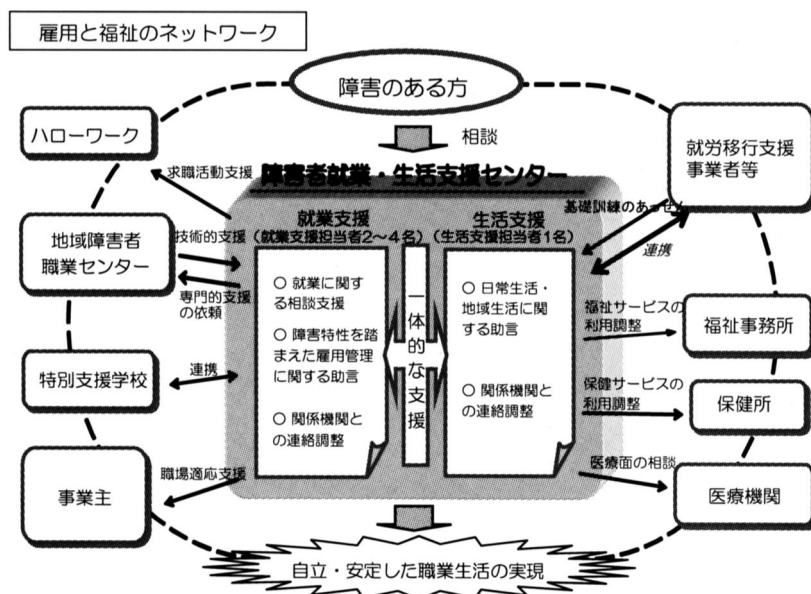 雇用と福祉のネットワーク
障害のある方
相談
ハローワーク
求職活動支援
地域障害者
職業センター
技術的支援
専門的支援
の依頼
特別支援学校
連携
事業主
職場適応支援
障害者就業・生活支援センター
就業支援
(就業支援担当者2~4名)
○ 就業に関す
る相談支援
○ 障害特性を踏
まえた雇用管理
に関する助言
○ 関係機関と
の連絡調整
一体的な支援
生活支援
(生活支援担当者1名)
○ 日常生活・
地域生活に関
する助言
○ 関係機関と
の連絡調整
就労移行支援
事業者等
基礎訓練のあっせん
連携
福祉サービスの
利用調整
福祉事務所
保健サービスの
利用調整
保健所
医療面の相談
医療機関
自立・安定した職業生活の実現